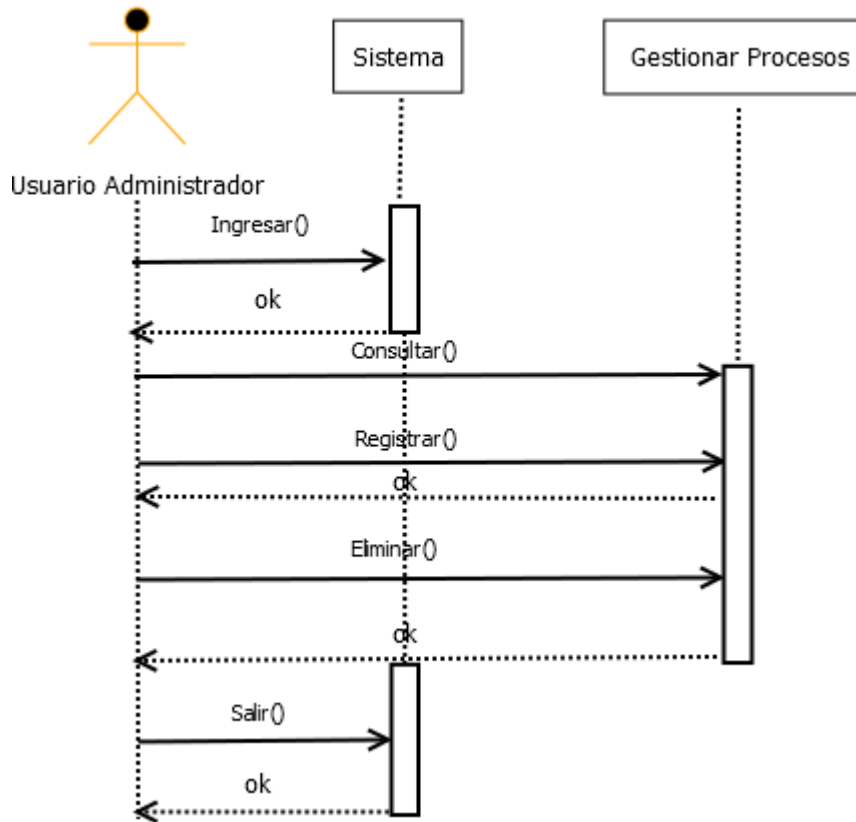 Sistema
Gestionar Procesos
Usuario Administrador
Ingresar()
ok
Consultar()
Registrar()
ok
Eliminar()
ok
Salir()
ok